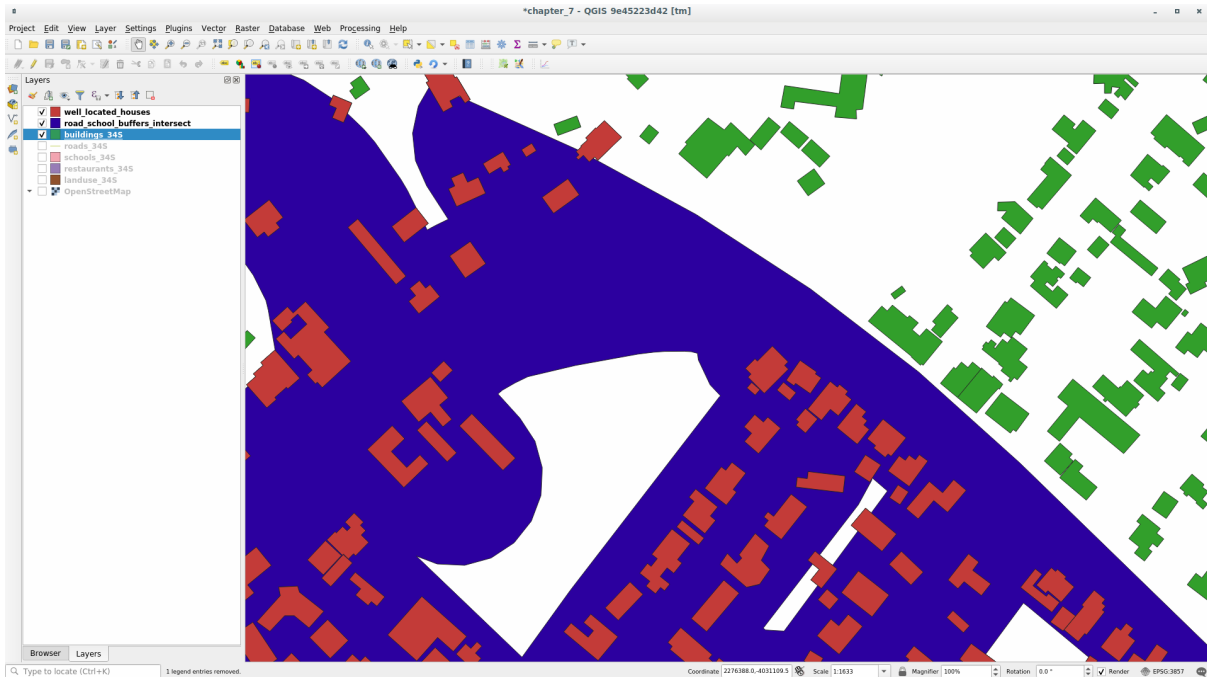 *chapter_7 - QGIS 9e45223d42 [tm]
Project Edit View Layer Settings Plugins Vector Raster Database Web Processing Help
Layers
well_located_houses
road_school_buffers_intersect
buildings_34S
roads_34S
schools_34S
restaurants_34S
landuse_34S
OpenStreetMap
Browser Layers
Type to locate (Ctrl+K) 1 legend entries removed. Coordinate 2276388.0,-4031109.5 Scale 1:1633 Magnifier 100% Rotation 0.0 ° Render EPSG:3857